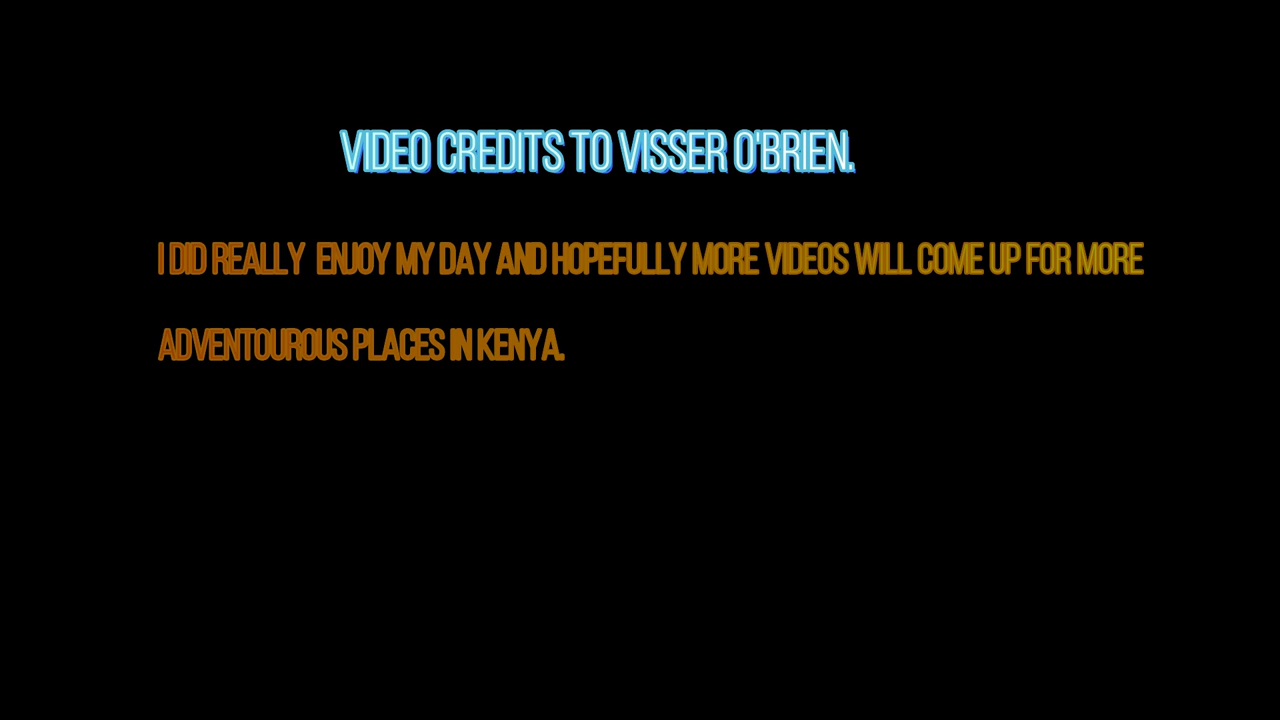 VIDEO CREDITS TO VISSER O'BRIEN.
I DID REALLY  ENJOY MY DAY AND HOPEFULLY MORE VIDEOS WILL COME UP FOR MORE
ADVENTOUROUS PLACES IN KENYA.